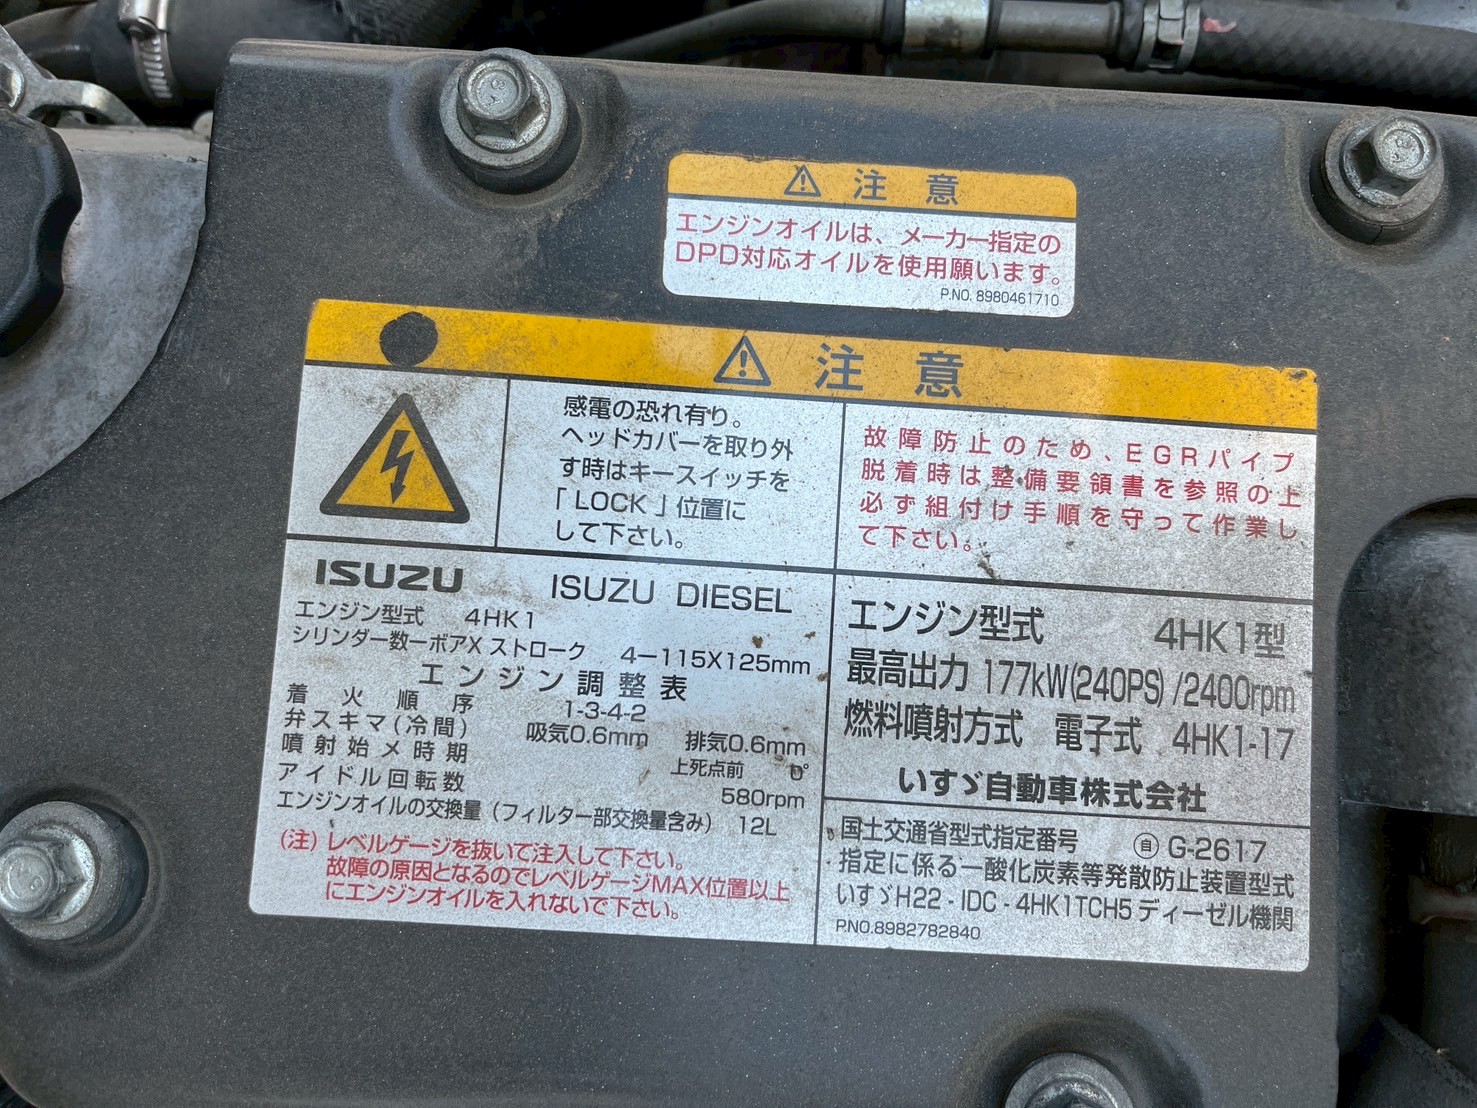 ⚠ 注意
エンジンオイルは、メーカー指定の
DPD対応オイルを使用願います。
P.NO. 8980461710
⚠ 注意
感電の恐れ有り。
ヘッドカバーを取り外
す時はキースイッチを
「LOCK」位置に
して下さい。
故障防止のため、EGRパイプ
脱着時は整備要領書を参照の上
必ず組付け手順を守って作業し
て下さい。
ISUZU ISUZU DIESEL
エンジン型式 4HK1
シリンダー数ーボアX ストローク 4ー115X125mm
エンジン調整表
着火順序 1-3-4-2
弁スキマ(冷間) 吸気0.6mm 排気0.6mm
噴射始メ時期 上死点前 0°
アイドル回転数 580rpm
エンジンオイルの交換量(フィルター部交換量含み) 12L
(注)レベルゲージを抜いて注入して下さい。
故障の原因となるのでレベルゲージMAX位置以上
にエンジンオイルを入れないで下さい。
エンジン型式 4HK1型
最高出力 177kW(240PS)/2400rpm
燃料噴射方式 電子式 4HK1-17
いすゞ自動車株式会社
国土交通省型式指定番号 ㊀自 G-2617
指定に係る一酸化炭素等発散防止装置型式
いすゞH22-IDC-4HK1TCH5ディーゼル機関
P.NO.8982782840